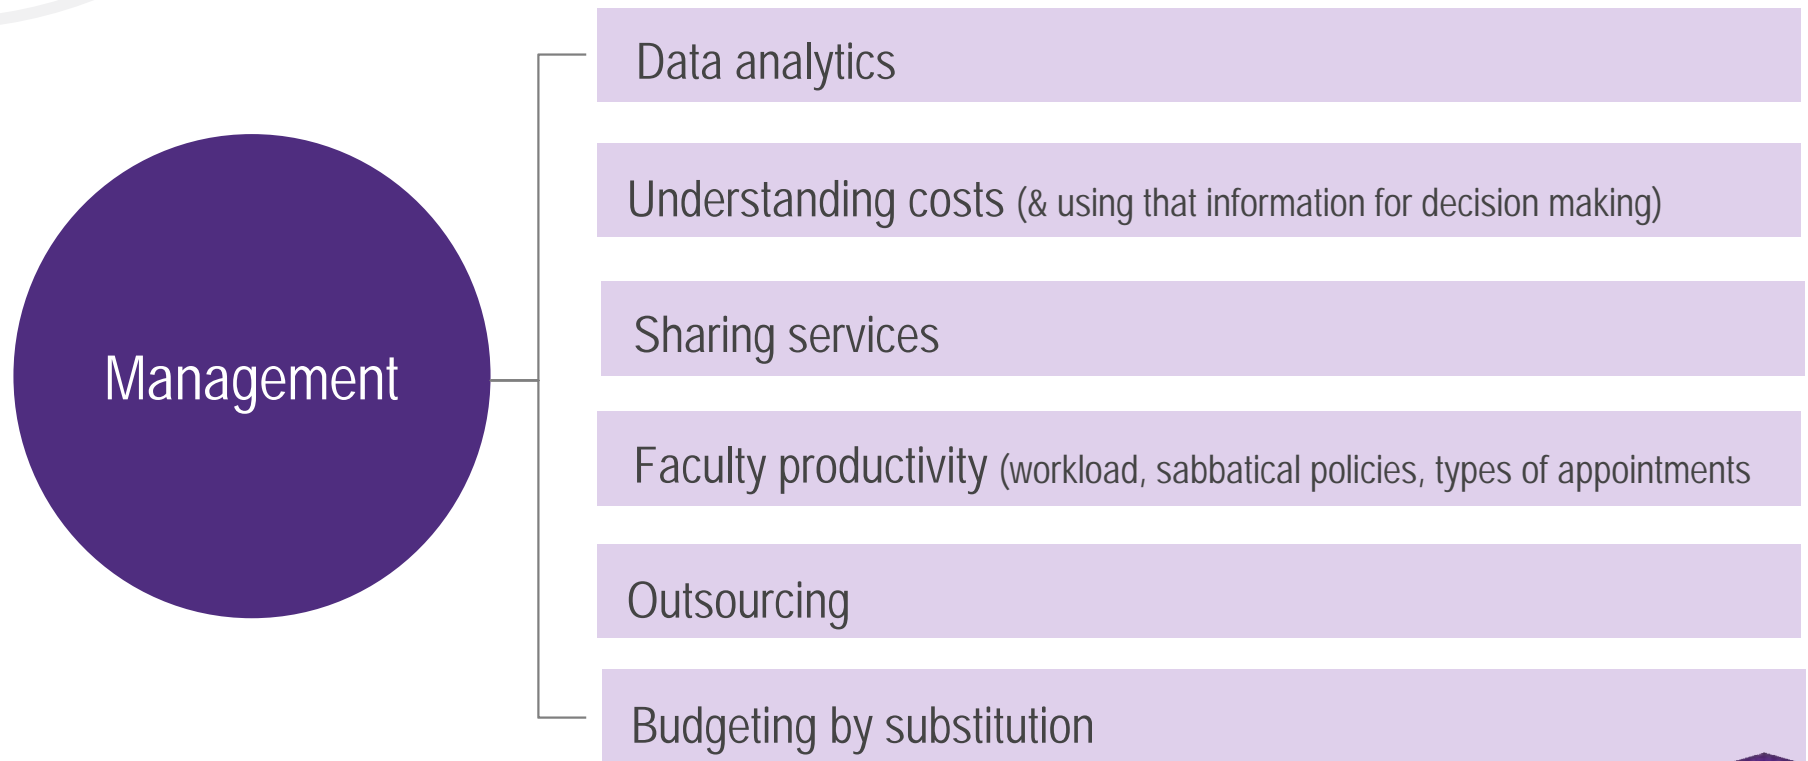 Data analytics
Understanding costs (& using that information for decision making)
Sharing services
Management
Faculty productivity (workload, sabbatical policies, types of appointments
Outsourcing
Budgeting by substitution